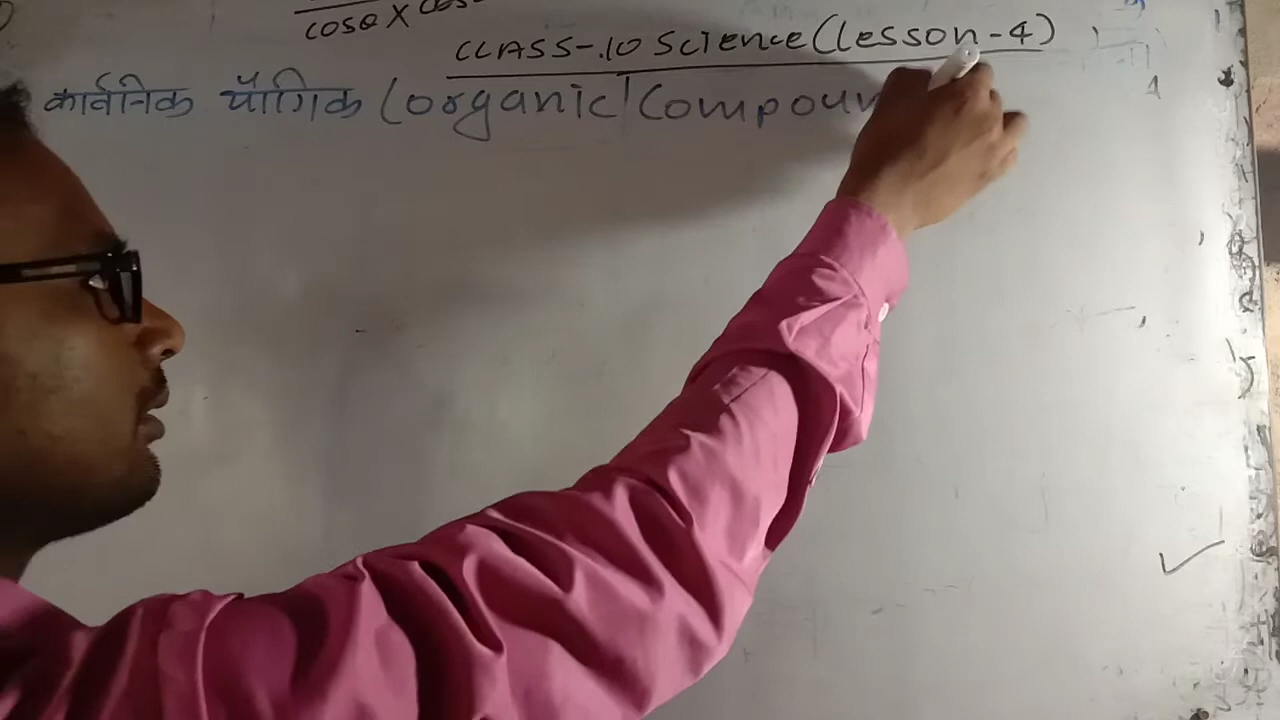 cosθ × cos
CLASS-.10 Science (lesson-4)
कार्बनिक यौगिक (organic Compoun